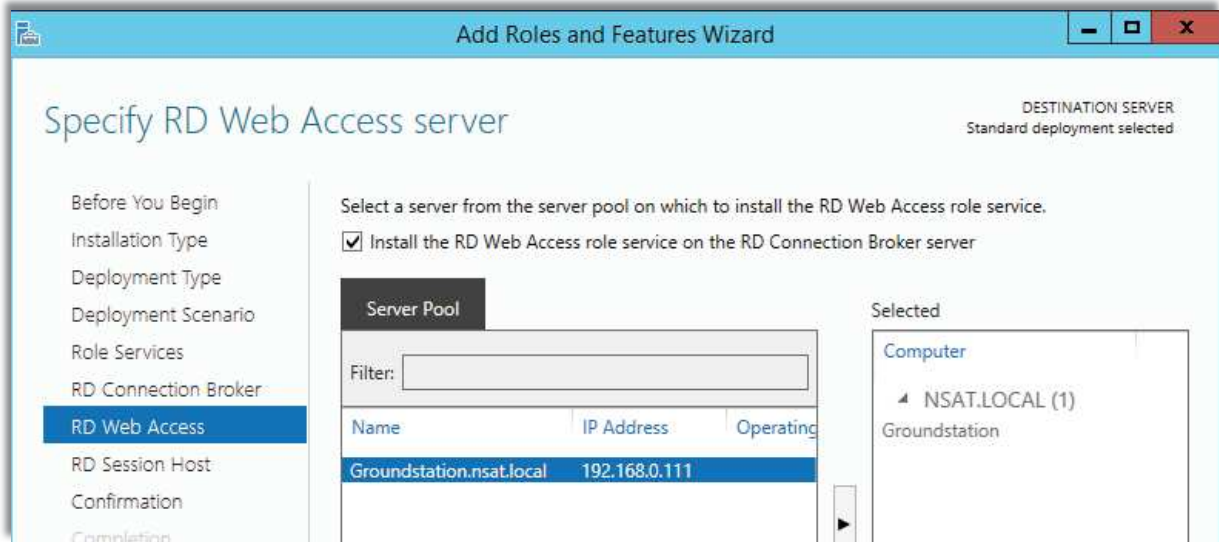 Add Roles and Features Wizard
Specify RD Web Access server
DESTINATION SERVER
Standard deployment selected
Before You Begin
Installation Type
Deployment Type
Deployment Scenario
Role Services
RD Connection Broker
RD Web Access
RD Session Host
Confirmation
Completion
Select a server from the server pool on which to install the RD Web Access role service.
Install the RD Web Access role service on the RD Connection Broker server
Server Pool
Filter:
Name IP Address Operating
Groundstation.nsat.local 192.168.0.111
Selected
Computer
NSAT.LOCAL (1)
Groundstation